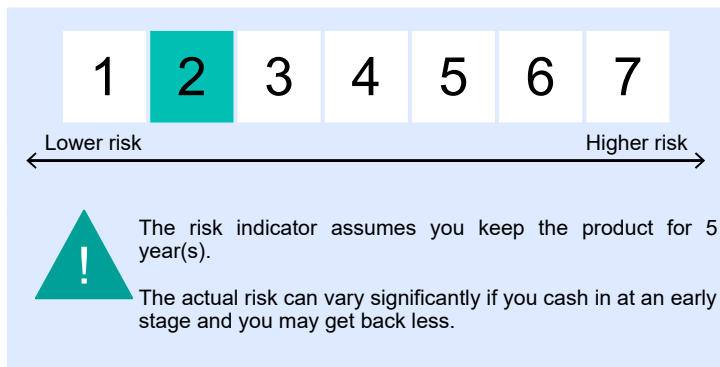 1 2 3 4 5 6 7
Lower risk Higher risk
!
The risk indicator assumes you keep the product for 5
year(s).
The actual risk can vary significantly if you cash in at an early
stage and you may get back less.